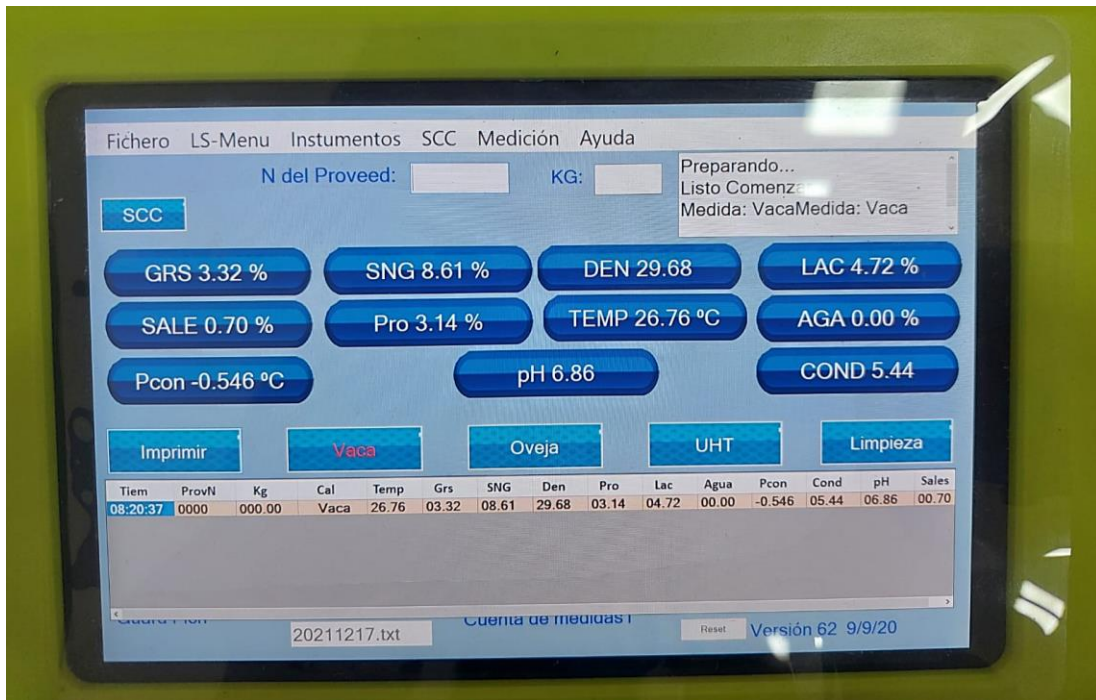 Fichero LS-Menu Instumentos SCC Medición Ayuda
N del Proveed: KG:
Preparando...
Listo
Medida: VacaMedida: Vaca
SCC
GRS 3.32 % SNG 8.61 % DEN 29.68 LAC 4.72 %
SALE 0.70 % Pro 3.14 % TEMP 26.76 ºC AGA 0.00 %
Pcon -0.546 ºC pH 6.86 COND 5.44
Imprimir Vaca Oveja UHT Limpieza
Tiem ProvN Kg Cal Temp Grs SNG Den Pro Lac Agua Pcon Cond pH Sales
08:20:37 0000 000.00 Vaca 26.76 03.32 08.61 29.68 03.14 04.72 00.00 -0.546 05.44 06.86 00.70
Cuenta de medidas
20211217.txt Reset Versión 62 9/9/20